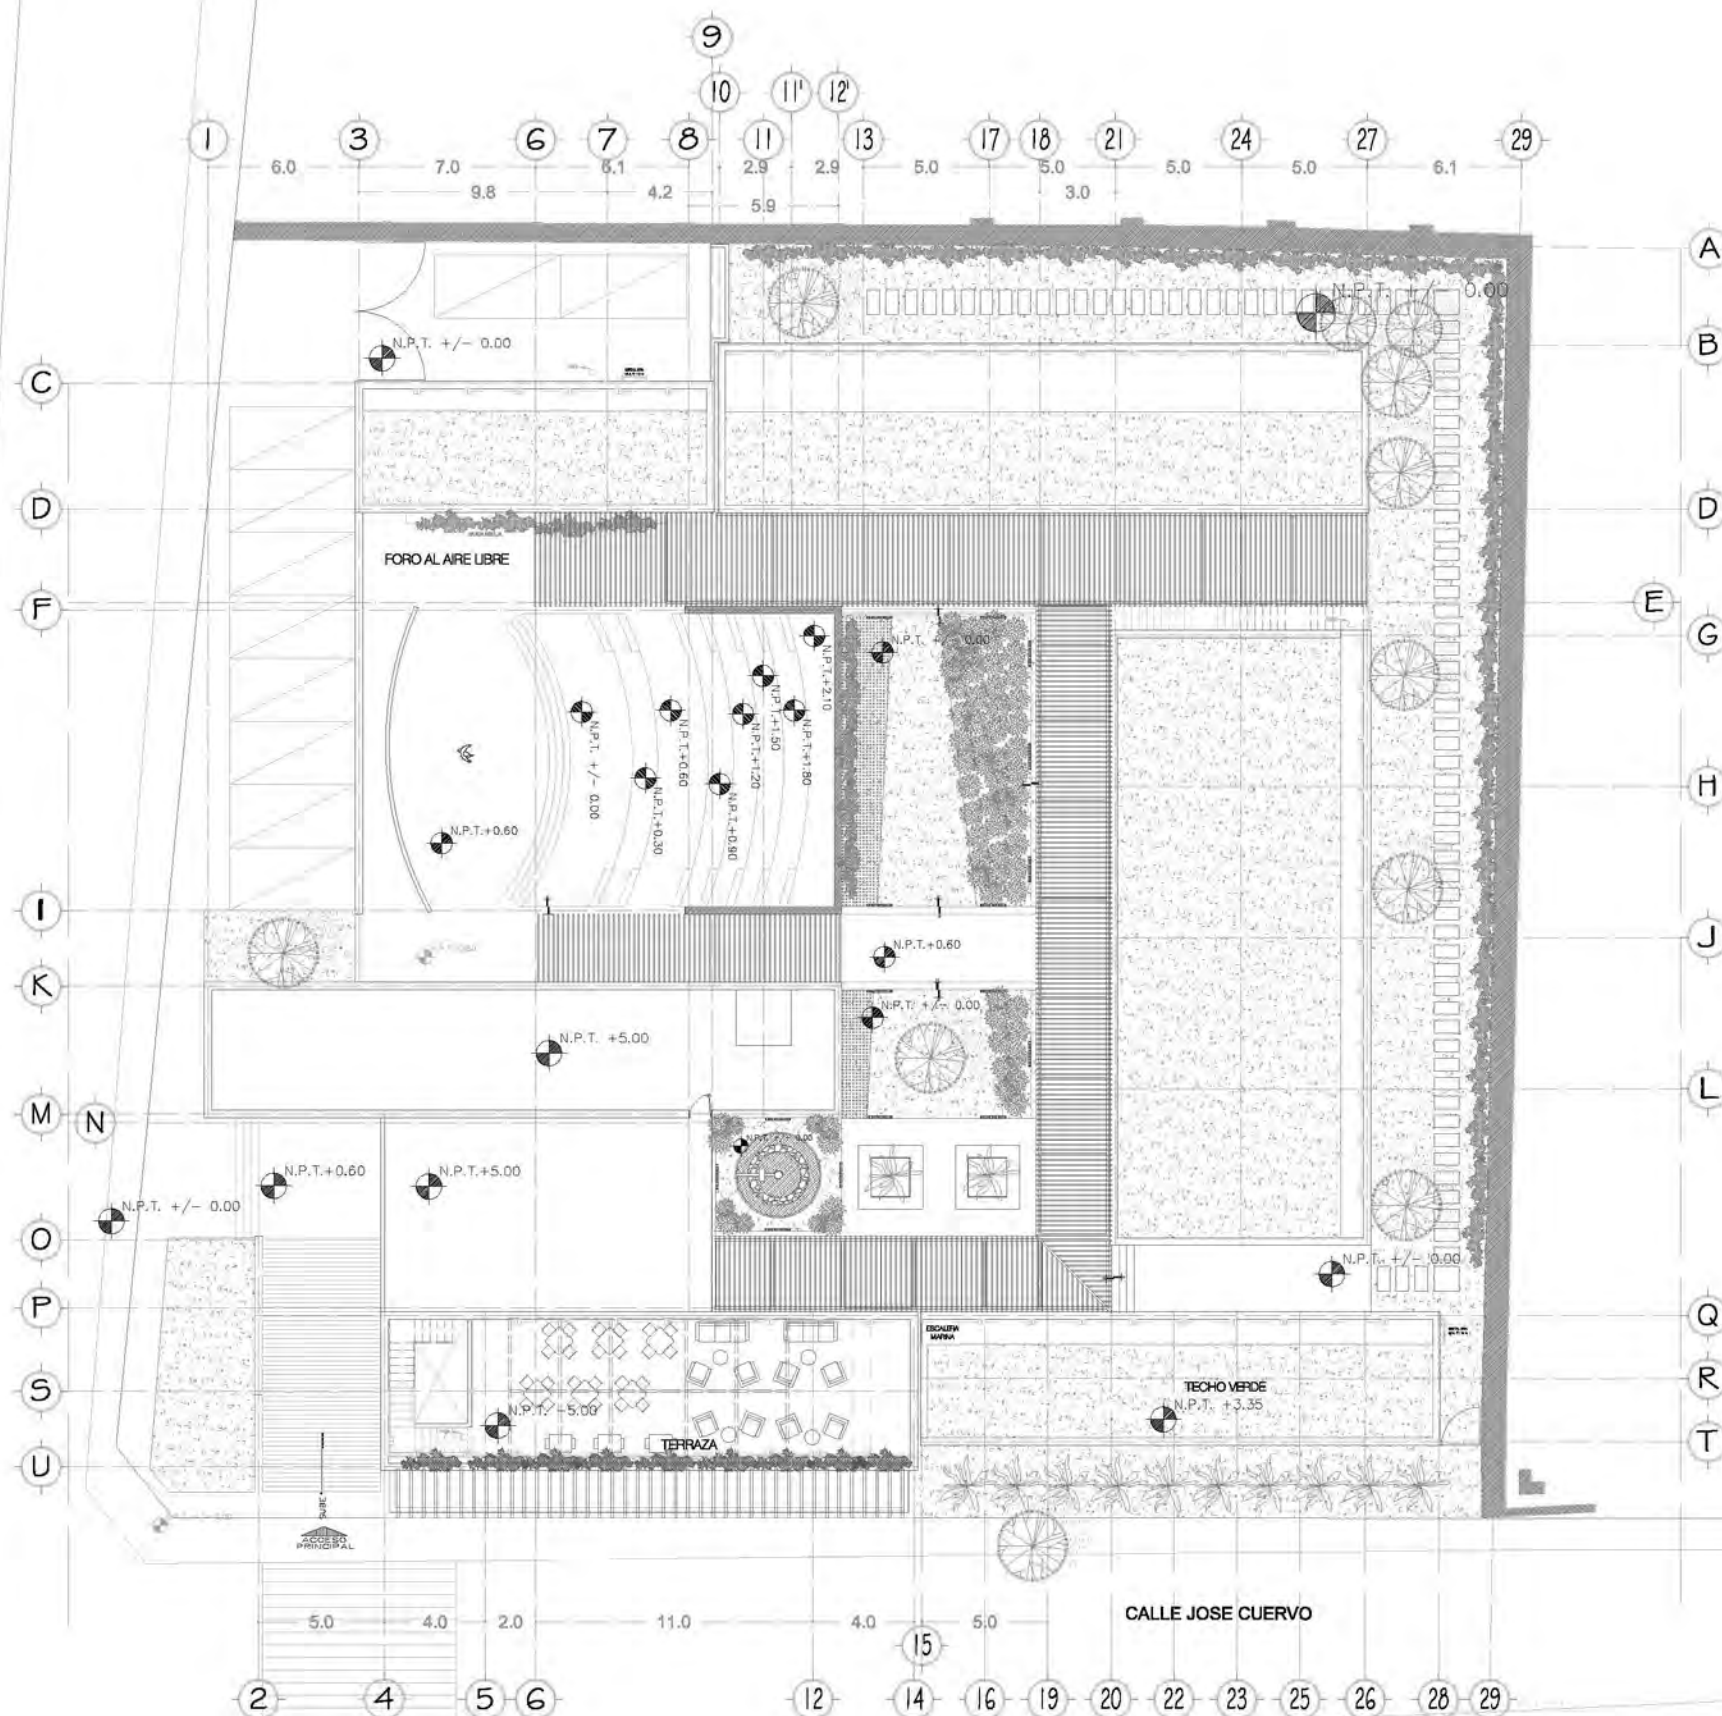 9
10 11' 12'
1 3 6 7 8 11 13 17 18 21 24 27 29
6.0 7.0 6.1 2.9 2.9 5.0 5.0 5.0 5.0 6.1
9.8 4.2 3.0
5.9
A
N.P.T. +/- 0.00
N.P.T. +/- 0.00
B
C
D D
FORO AL AIRE LIBRE
F E
G
N.P.T. +/- 0.00
N.P.T.+2.10
N.P.T.+1.50
N.P.T. +/- 0.00
N.P.T.+0.60
N.P.T.+1.20
N.P.T.+1.80
H
N.P.T.+0.30
N.P.T.+0.90
N.P.T.+0.60
I
J
N.P.T.+0.60
K
N.P.T. +/- 0.00
N.P.T. +5.00
L
M
N
N.P.T. +/- 0.00
N.P.T.+0.60
N.P.T.+5.00
N.P.T. +/- 0.00
O
N.P.T. +/- 0.00
P Q
ESCALERA
MARINA
S R
TECHO VERDE
N.P.T. +3.35
N.P.T. +5.00
TERRAZA
T
U
SUBE
ACCESO
PRINCIPAL
CALLE JOSE CUERVO
5.0 4.0 2.0 11.0 4.0 5.0
15
2 4 5 6 12 14 16 19 20 22 23 25 26 28 29